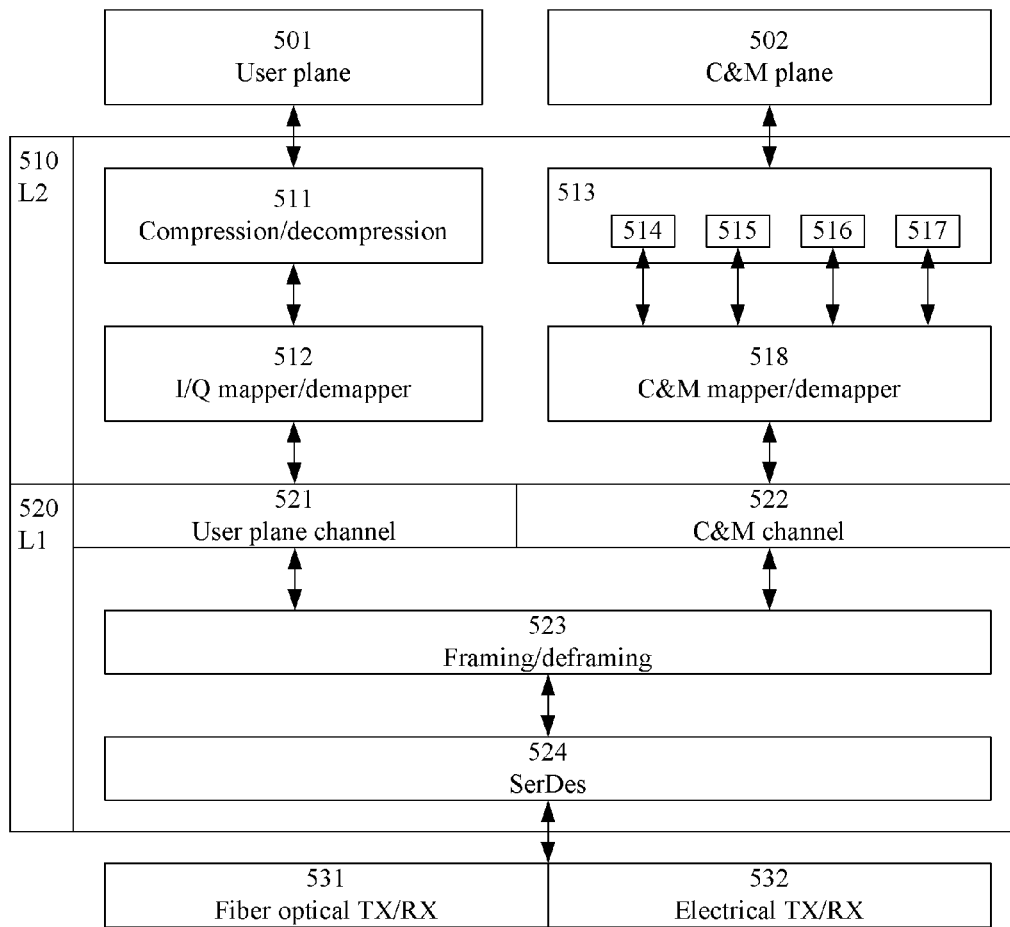 501
User plane
502
C&M plane
510
L2
511
Compression/decompression
513
514
515
516
517
512
I/Q mapper/demapper
518
C&M mapper/demapper
520
L1
521
User plane channel
522
C&M channel
523
Framing/deframing
524
SerDes
531
Fiber optical TX/RX
532
Electrical TX/RX